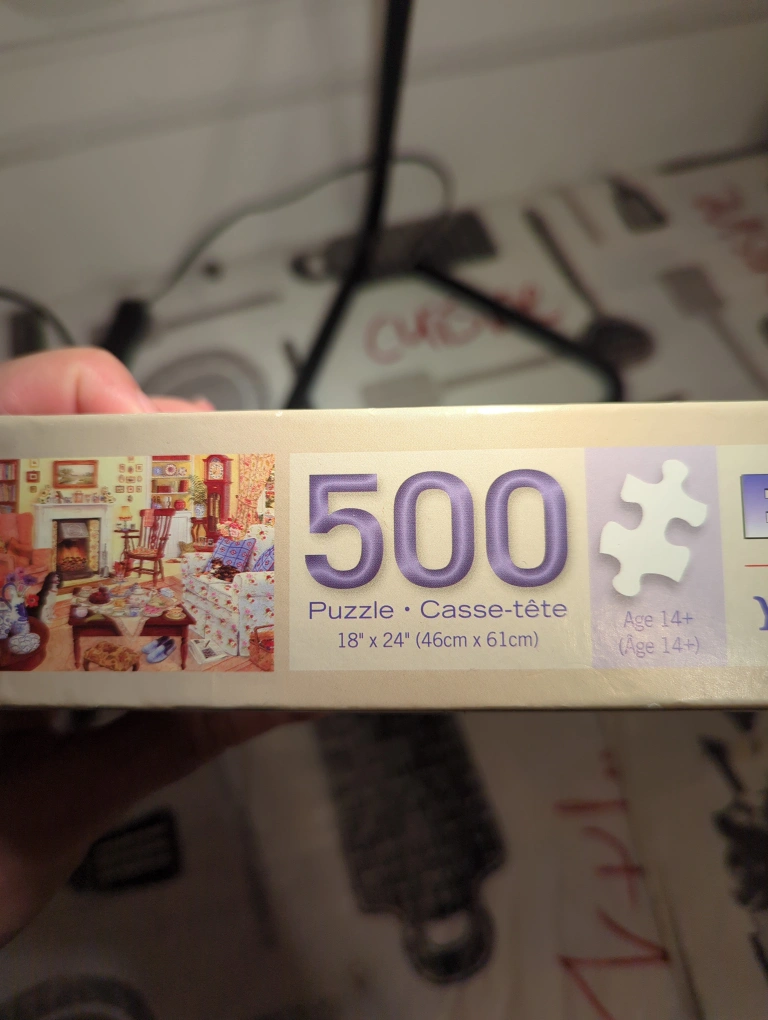 500
Puzzle • Casse-tête
18" x 24" (46cm x 61cm)
Age 14+
(Âge 14+)